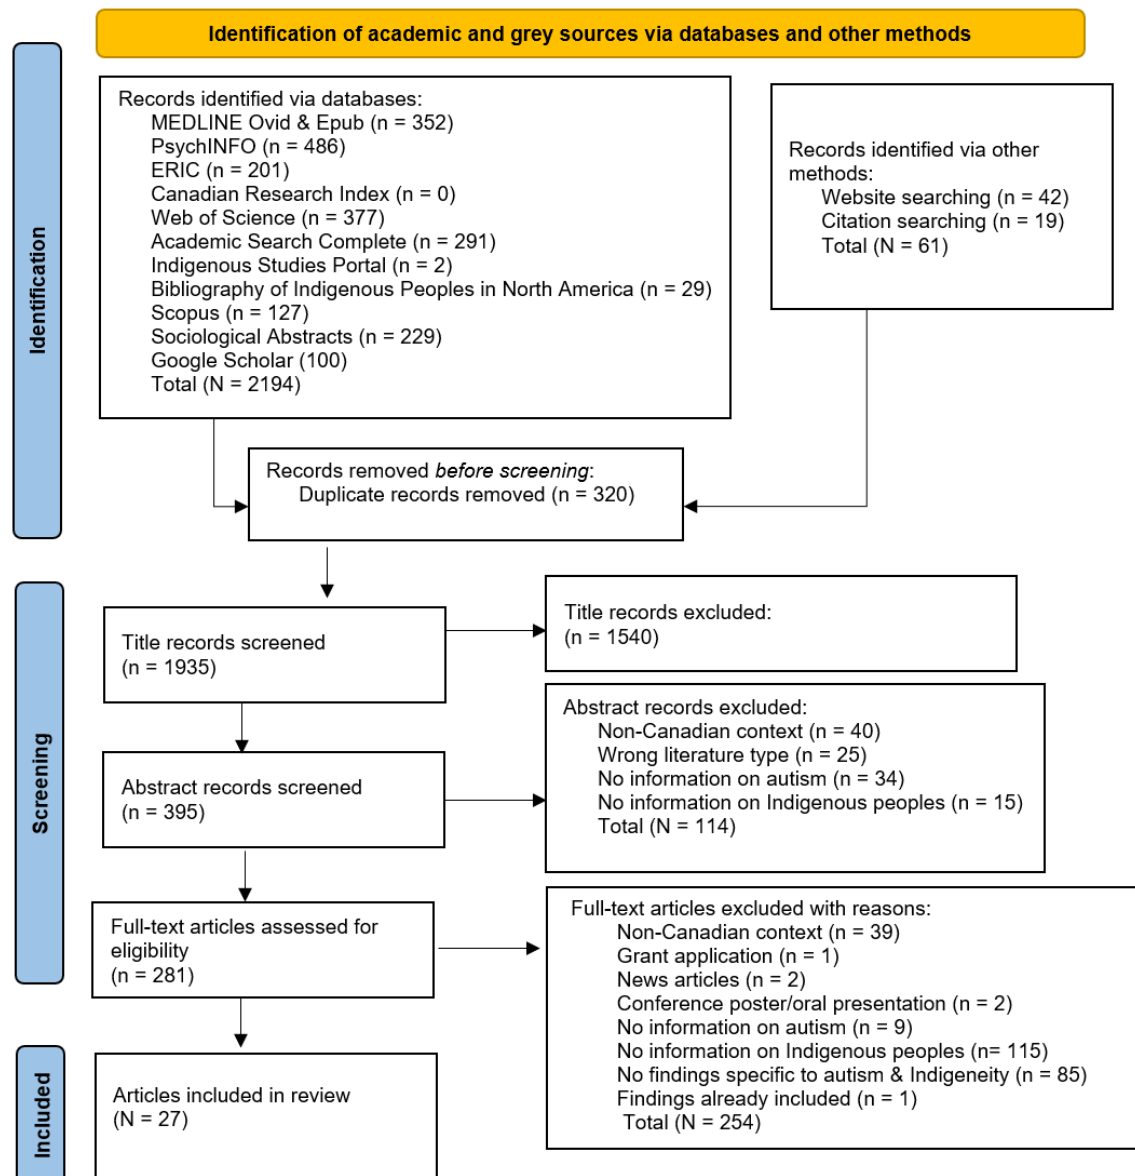 Identification of academic and grey sources via databases and other methods
Identification
Records identified via databases:
MEDLINE Ovid & Epub (n = 352)
PsychINFO (n = 486)
ERIC (n = 201)
Canadian Research Index (n = 0)
Web of Science (n = 377)
Academic Search Complete (n = 291)
Indigenous Studies Portal (n = 2)
Bibliography of Indigenous Peoples in North America (n = 29)
Scopus (n = 127)
Sociological Abstracts (n = 229)
Google Scholar (100)
Total (N = 2194)
Records identified via other
methods:
Website searching (n = 42)
Citation searching (n = 19)
Total (N = 61)
Records removed before screening:
Duplicate records removed (n = 320)
Screening
Title records screened
(n = 1935)
Title records excluded:
(n = 1540)
Abstract records screened
(n = 395)
Abstract records excluded:
Non-Canadian context (n = 40)
Wrong literature type (n = 25)
No information on autism (n = 34)
No information on Indigenous peoples (n = 15)
Total (N = 114)
Full-text articles assessed for
eligibility
(n = 281)
Full-text articles excluded with reasons:
Non-Canadian context (n = 39)
Grant application (n = 1)
News articles (n = 2)
Conference poster/oral presentation (n = 2)
No information on autism (n = 9)
No information on Indigenous peoples (n= 115)
No findings specific to autism & Indigeneity (n = 85)
Findings already included (n = 1)
Total (N = 254)
Included
Articles included in review
(N = 27)